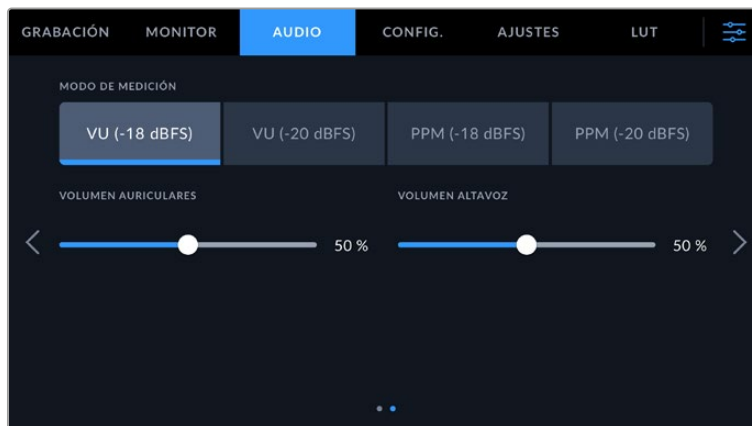 GRABACIÓN MONITOR AUDIO CONFIG. AJUSTES LUT
MODO DE MEDICIÓN
VU (-18 dBFS) VU (-20 dBFS) PPM (-18 dBFS) PPM (-20 dBFS)
VOLUMEN AURICULARES VOLUMEN ALTAVOZ
50 % 50 %